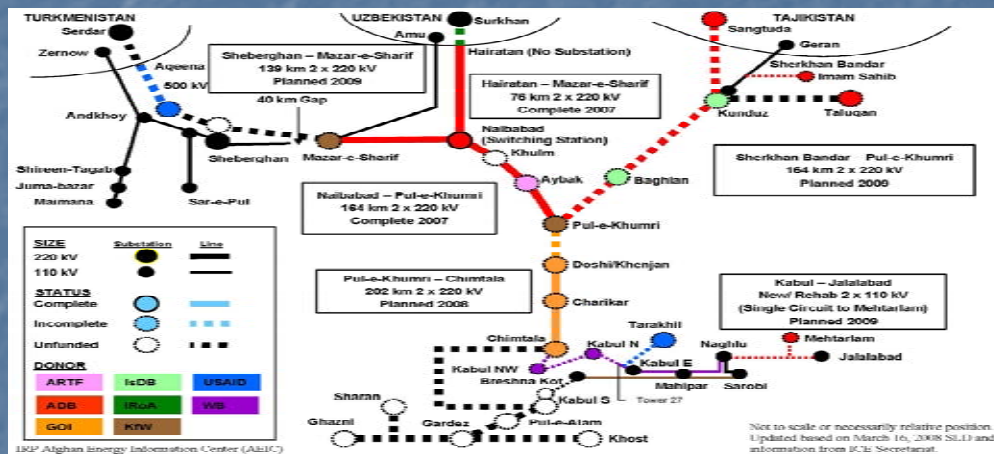 TURKMENISTAN
UZBEKISTAN
TAJIKISTAN
Serdar
Surkhan
Sangtuda
Amu
Zernow
Geran
Sheberghan – Mazar-e-Sharif
139 km 2 x 220 kV
Planned 2009
Hairatan (No Substation)
Sherkhan Bandar
Imam Sahib
Aqeena
500 kV
Hairatan – Mazar-e-Sharif
76 km 2 x 220 kV
Complete 2007
40 km Gap
Andkhoy
Kunduz
Taluqan
Naibabad
(Switching Station)
Sheberghan
Mazar-e-Sharif
Khulm
Sherkhan Bandar – Pul-e-Khumri
164 km 2 x 220 kV
Planned 2009
Shireen-Tagab
Juma-bazar
Maimana
Sar-e-Pul
Aybak
Baghlan
Naibabad – Pul-e-Khumri
164 km 2 x 220 kV
Complete 2007
Pul-e-Khumri
SIZE
Substation
Line
220 kV
110 kV
STATUS
Complete
Incomplete
Unfunded
DONOR
ARTF
IsDB
USAID
ADB
IRoA
WB
GOI
KfW
Doshi/Khenjan
Pul-e-Khumri – Chimtala
202 km 2 x 220 kV
Planned 2008
Charikar
Kabul – Jalalabad
New/ Rehab 2 x 110 kV
(Single Circuit to Mehtarlam)
Planned 2009
Chimtala
Kabul N
Tarakhil
Naghlu
Mehtarlam
Kabul NW
Kabul E
Jalalabad
Breshna Kot
Mahipar
Sarobi
Sharan
Kabul S
Tower 27
Ghazni
Gardez
Pul-e-Alam
Khost
Not to scale or necessarily relative position.
Updated based on March 16, 2008 SLD and
information from ICE Secretariat.
IRP Afghan Energy Information Center (AEIC)